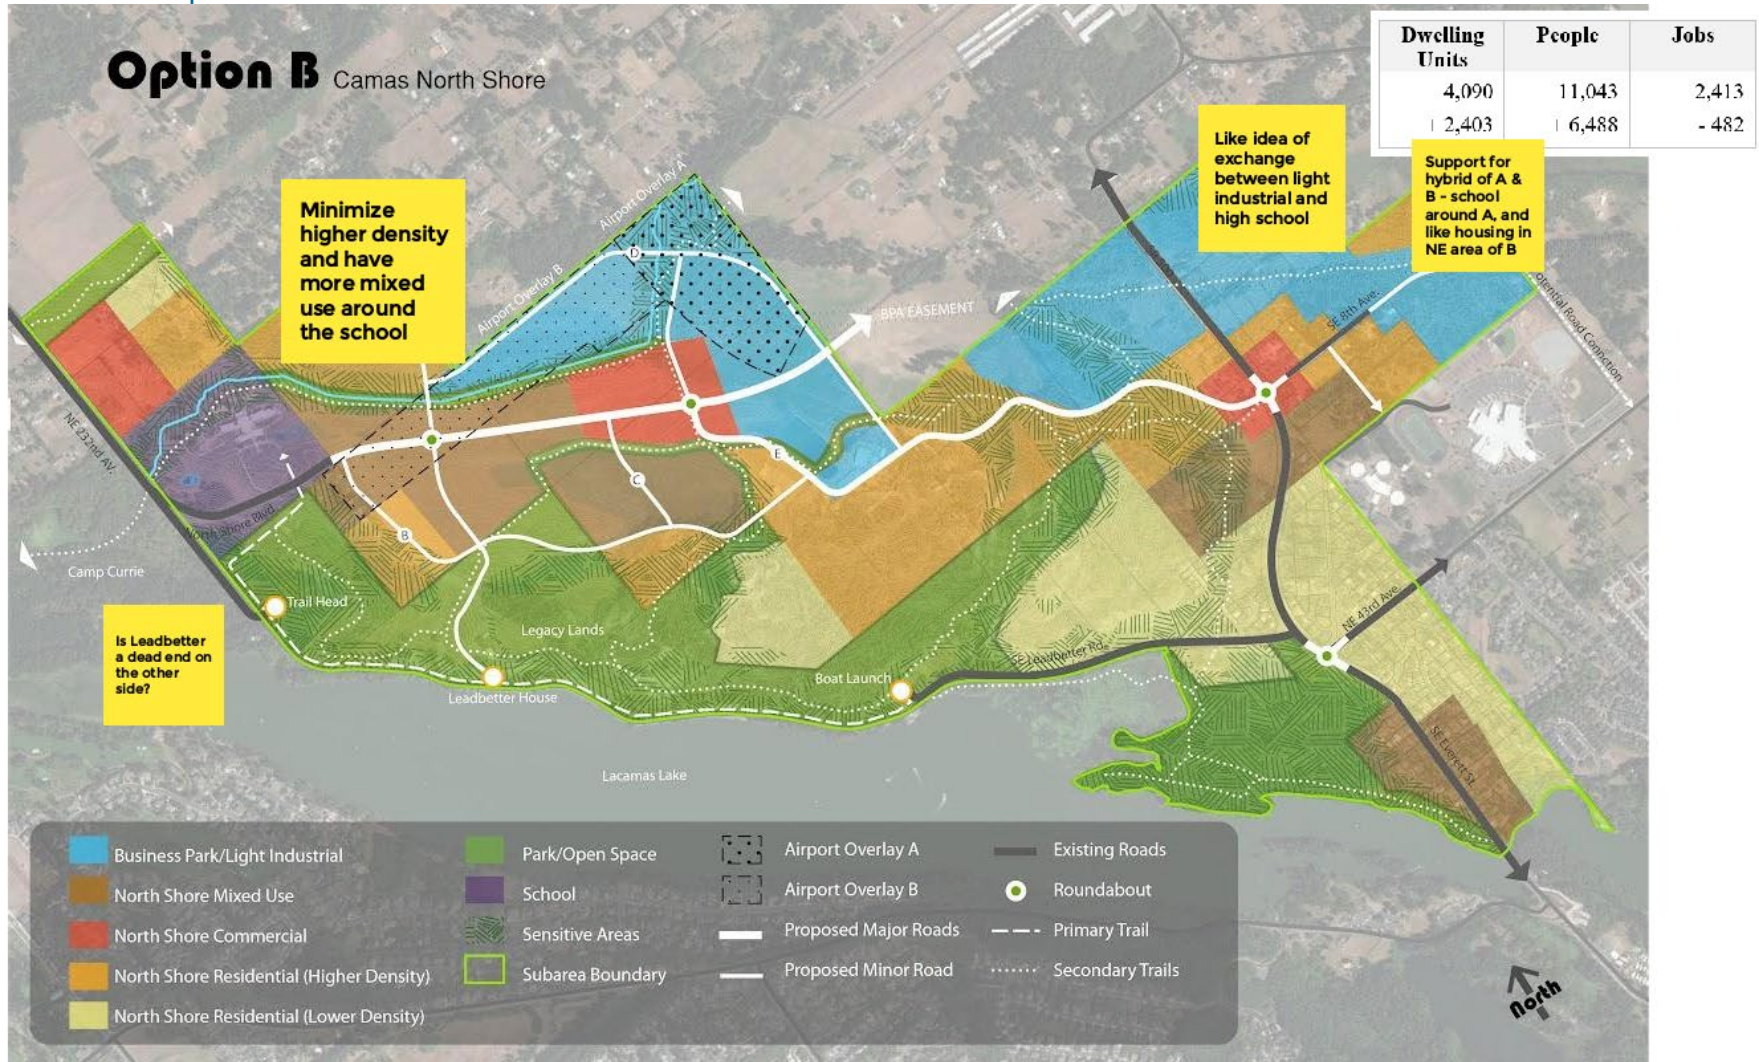 Option B Camas North Shore
Dwelling Units
People
Jobs
4,090
11,043
2,413
2,403
6,488
- 482
Minimize
higher density
and have
more mixed
use around
the school
Like idea of
exchange
between light
industrial and
high school
Support for
hybrid of A &
B - school
around A, and
like housing in
NE area of B
Is Leadbetter
a dead end on
the other
side?
Airport Overlay A
Airport Overlay B
D
BPA EASEMENT
SE 8th Ave.
NE 232nd AV.
North Shore Blvd.
E
C
B
Camp Currie
Trail Head
Legacy Lands
Leadbetter House
Boat Launch
SE Leadbetter Rd.
NE 43rd Ave.
SE Everett St.
Lacamas Lake
Business Park/Light Industrial
North Shore Mixed Use
North Shore Commercial
North Shore Residential (Higher Density)
North Shore Residential (Lower Density)
Park/Open Space
School
Sensitive Areas
Subarea Boundary
Airport Overlay A
Airport Overlay B
Proposed Major Roads
Proposed Minor Road
Existing Roads
Roundabout
Primary Trail
Secondary Trails
North